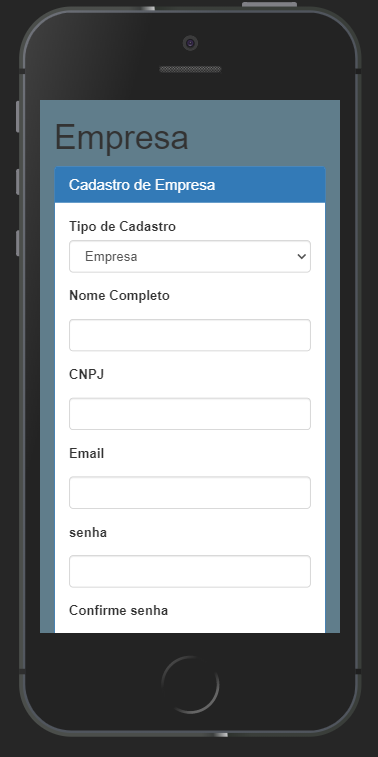 Empresa
Cadastro de Empresa
Tipo de Cadastro
Empresa
Nome Completo
CNPJ
Email
senha
Confirme senha